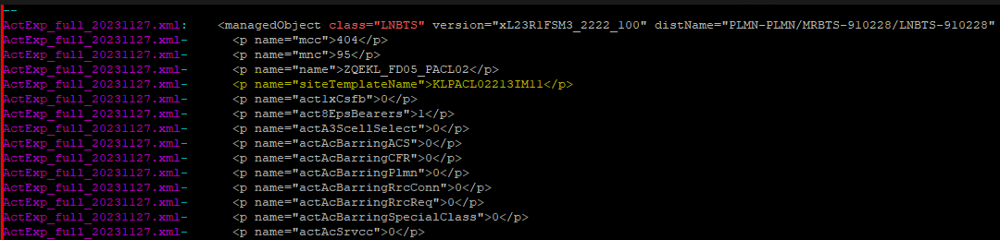 --
ActExp_full_20231127.xml:    <managedObject class="LNBTS" version="xL23R1FSM3_2222_100" distName="PLMN-PLMN/MRBTS-910228/LNBTS-910228"
ActExp_full_20231127.xml-      <p name="mcc">404</p>
ActExp_full_20231127.xml-      <p name="mnc">95</p>
ActExp_full_20231127.xml-      <p name="name">ZQEKL_FD05_PACL02</p>
ActExp_full_20231127.xml-      <p name="siteTemplateName">KLPACL02213IM11</p>
ActExp_full_20231127.xml-      <p name="act1xCsfb">0</p>
ActExp_full_20231127.xml-      <p name="act8EpsBearers">1</p>
ActExp_full_20231127.xml-      <p name="actA3ScellSelect">0</p>
ActExp_full_20231127.xml-      <p name="actAcBarringACS">0</p>
ActExp_full_20231127.xml-      <p name="actAcBarringCFR">0</p>
ActExp_full_20231127.xml-      <p name="actAcBarringPlmn">0</p>
ActExp_full_20231127.xml-      <p name="actAcBarringRrcConn">0</p>
ActExp_full_20231127.xml-      <p name="actAcBarringRrcReq">0</p>
ActExp_full_20231127.xml-      <p name="actAcBarringSpecialClass">0</p>
ActExp_full_20231127.xml-      <p name="actAcSrvcc">0</p>